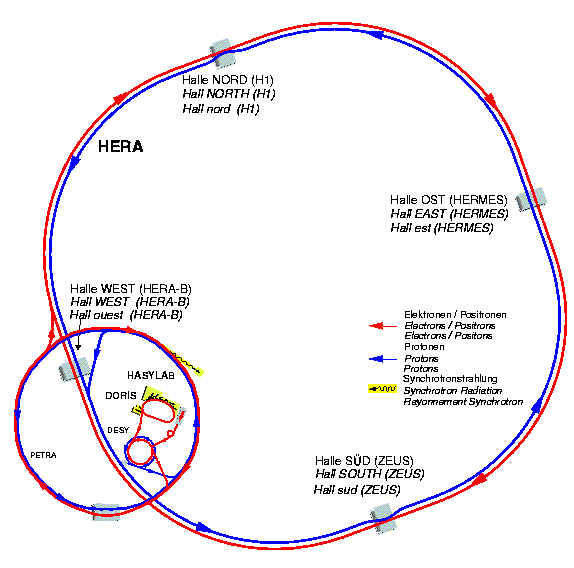 Halle NORD (H1)
Hall NORTH (H1)
Hall nord (H1)
HERA
Halle OST (HERMES)
Hall EAST (HERMES)
Hall est (HERMES)
Halle WEST (HERA-B)
Hall WEST (HERA-B)
Hall ouest (HERA-B)
Elektronen / Positronen
Electrons / Positrons
Electrons / Positons
Protonen
Protons
Protons
Synchrotronstrahlung
Synchrotron Radiation
Rayonnement Synchrotron
HASYLAB
DORIS
DESY
PETRA
Halle SÜD (ZEUS)
Hall SOUTH (ZEUS)
Hall sud (ZEUS)